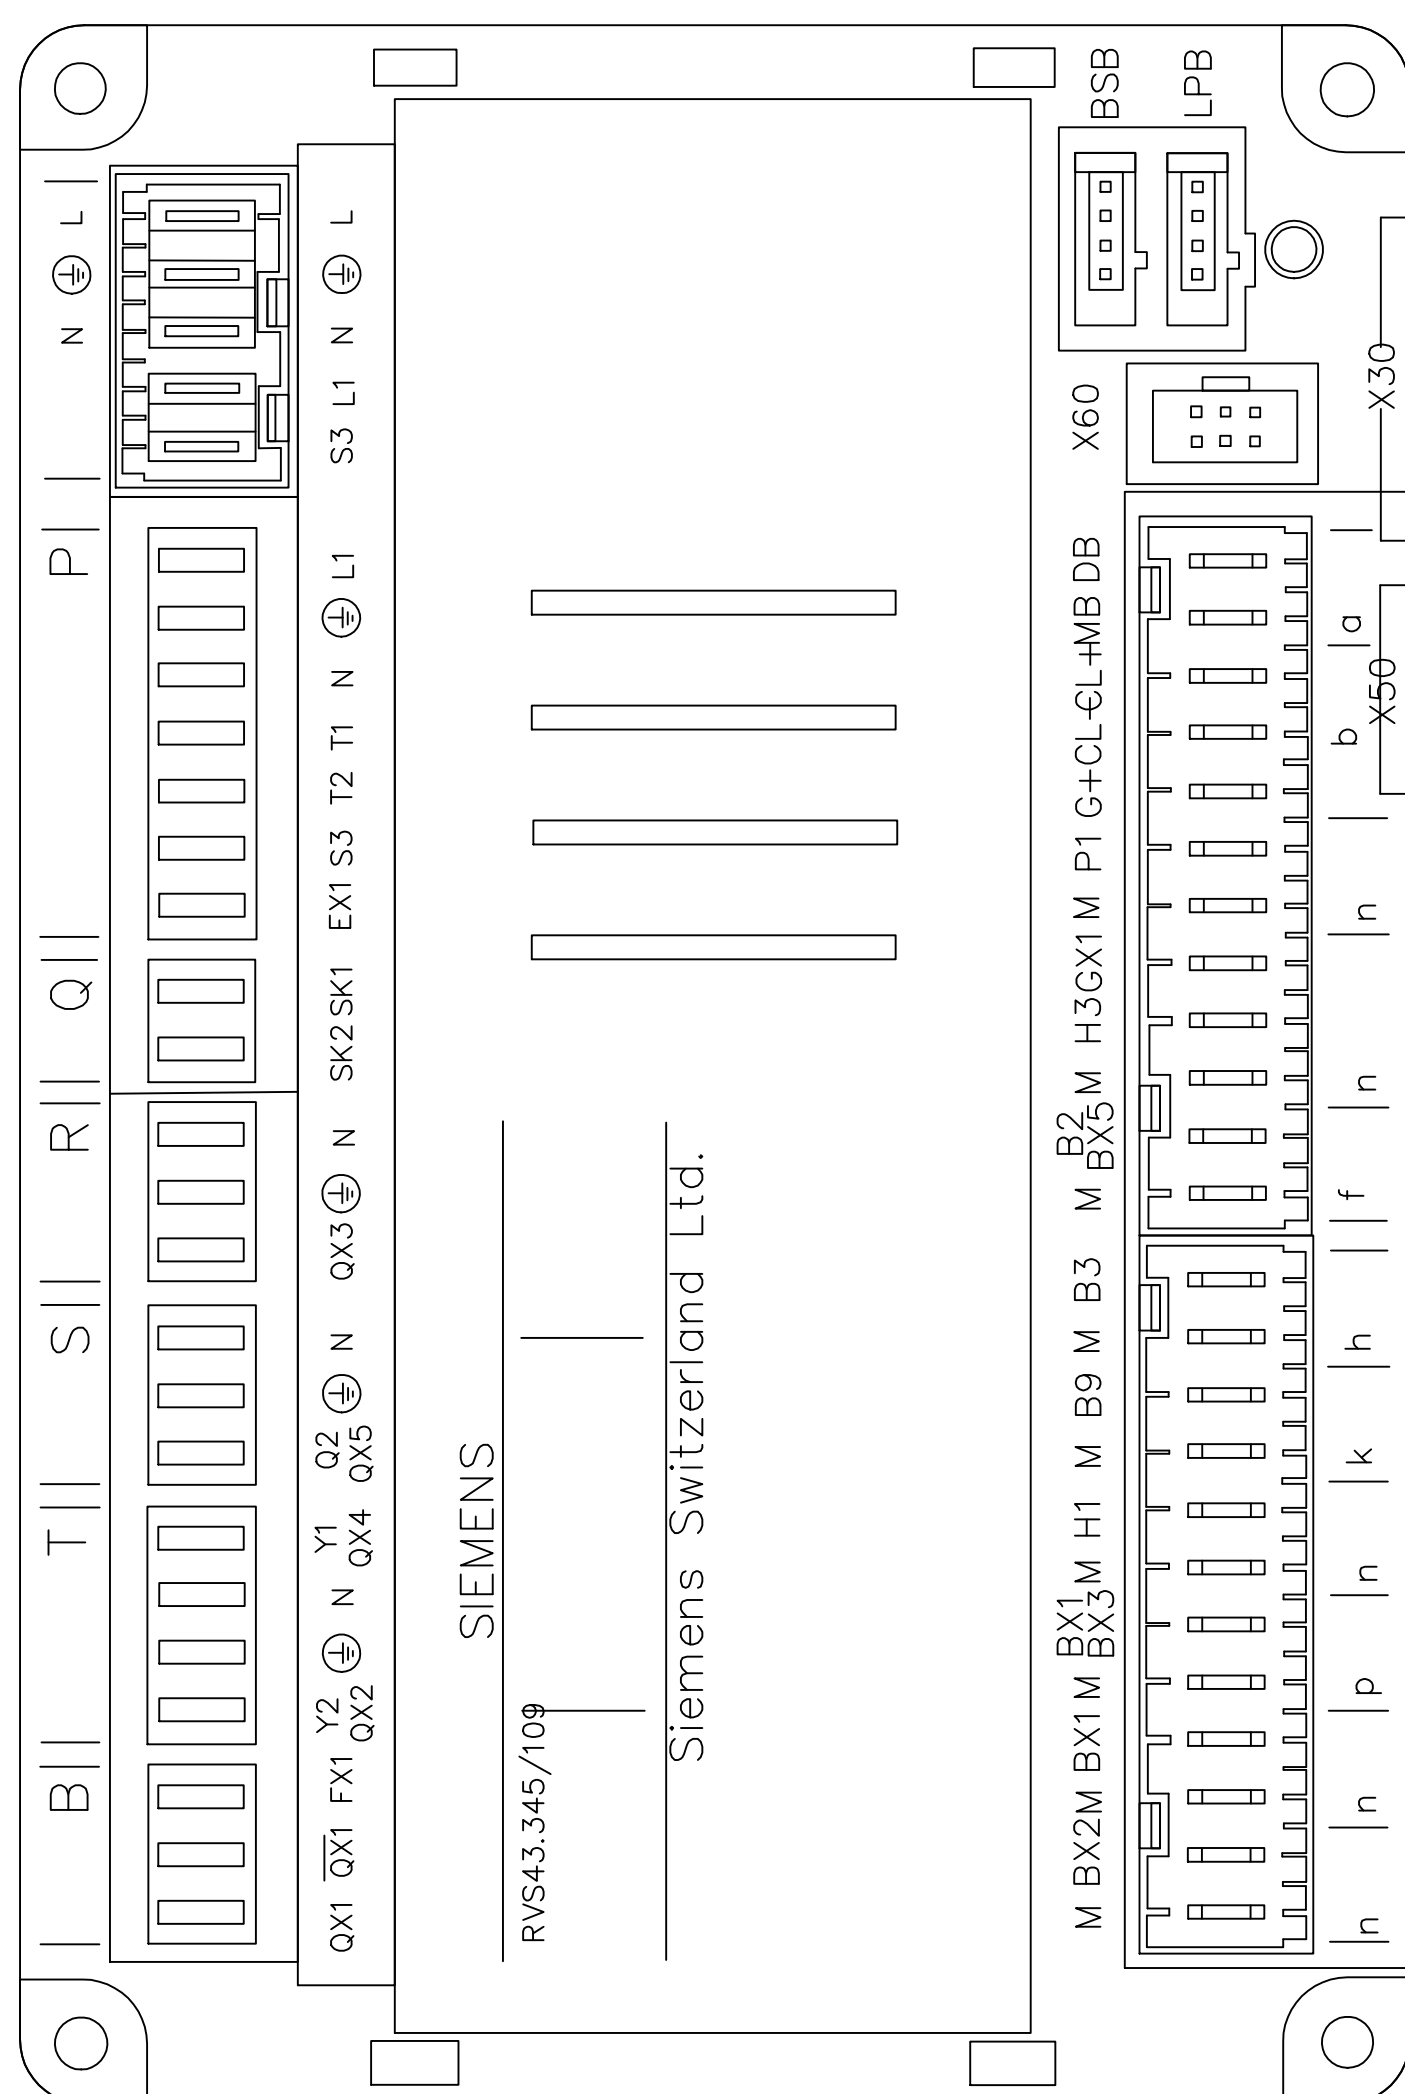 L
N
P
Q
R
S
T
B
L
N
L1
S3
L1
N
T1
T2
S3
EX1
SK1
SK2
N
QX3
N
Q2
QX5
Y1
QX4
N
Y2
QX2
FX1
QX1
QX1
SIEMENS
RVS43.345/109
Siemens Switzerland Ltd.
BSB
LPB
X60
X30
X50
DB
MB
CL+
CL-
G+
P1
M
GX1
H3
M
B2
BX5
M
B3
M
B9
M
H1
M
BX1
BX3
M
BX1
M
BX2
M
a
b
n
n
f
h
k
n
p
n
n